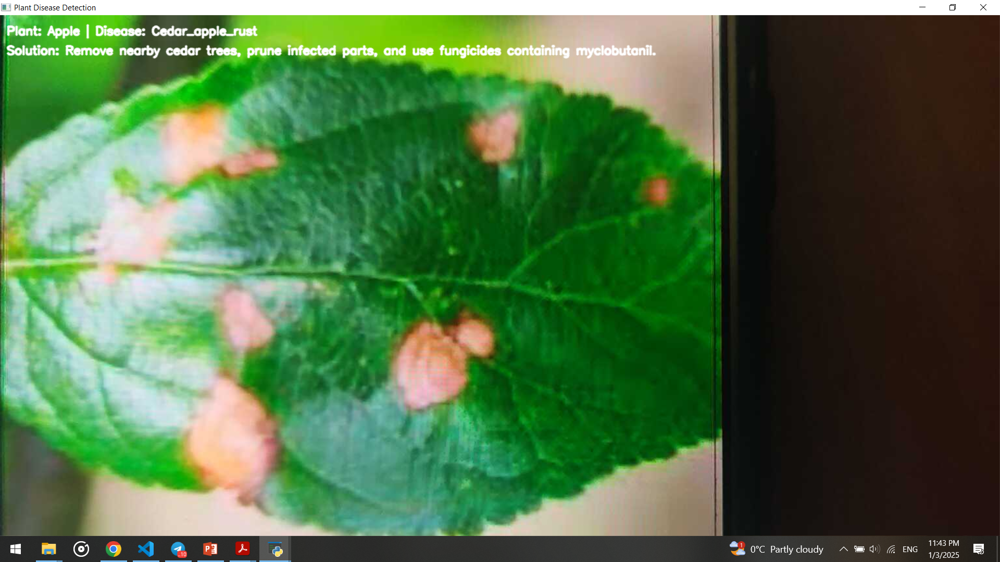 Plant Disease Detection
Plant: Apple | Disease: Cedar_apple_rust
Solution: Remove nearby cedar trees, prune infected parts, and use fungicides containing myclobutanil.
..10
1
0°C Partly cloudy
ENG
11:43 PM
1/3/2025